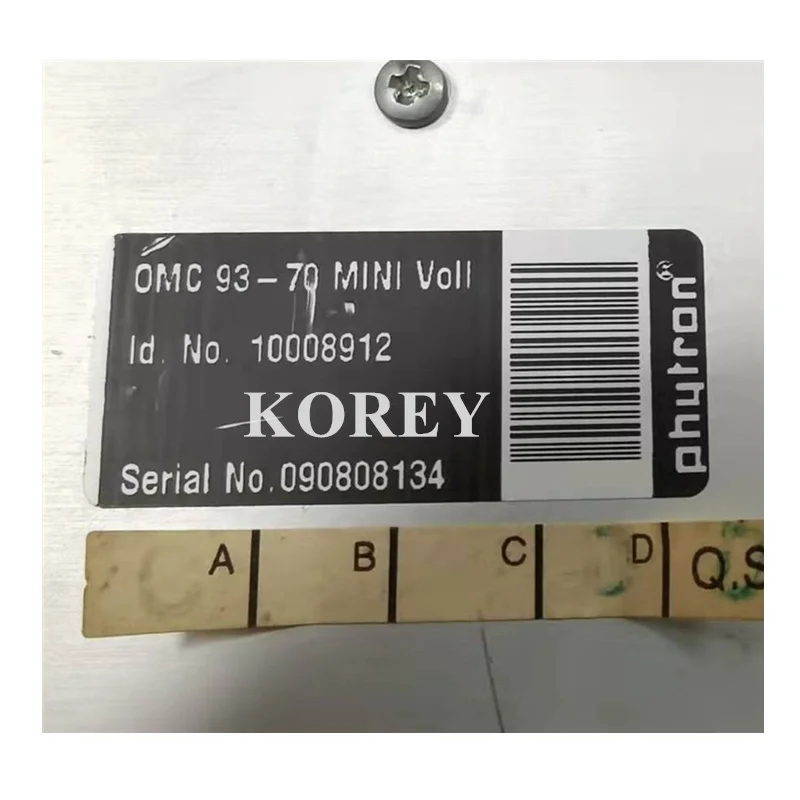 OMC 93-70 MINI Voll
Id. No. 10008912
KOREY
Serial No. 090808134
phytron®
A B C D Q.S